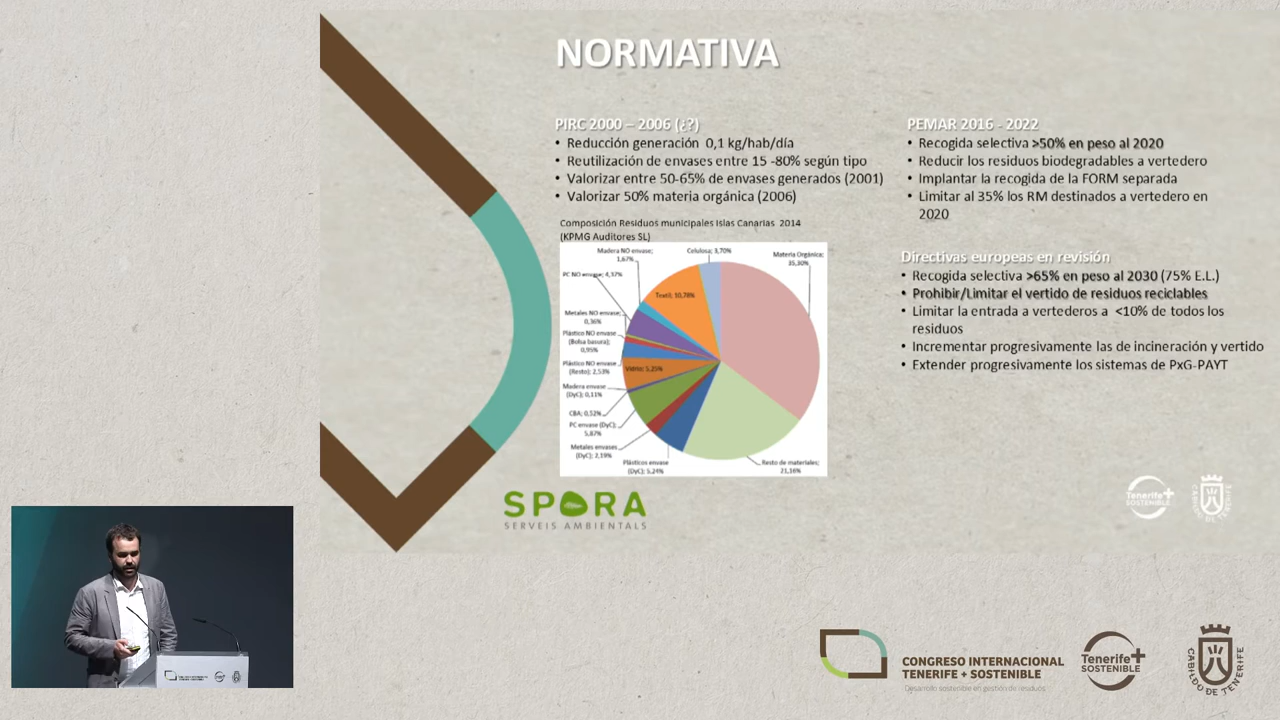 NORMATIVA
PIRC 2000 – 2006 (¿?)
• Reducción generación 0,1 kg/hab/día
• Reutilización de envases entre 15 -80% según tipo
• Valorizar entre 50-65% de envases generados (2001)
• Valorizar 50% materia orgánica (2006)
Composición Residuos municipales Islas Canarias 2014
(KPMG Auditores SL)
Madera NO envase;
1,67%
Celulosa; 3,70%
Materia Orgánica;
35,30%
PC NO envase; 4,37%
Textil; 10,78%
Metales NO envase;
0,36%
Plástico NO envase
(Bolsa basura);
0,95%
Plástico NO envase
(Resto); 2,53%
Vidrio; 5,25%
Madera envase
(DyC); 0,11%
CBA; 0,52%
PC envase (DyC);
5,87%
Metales envases
(DyC); 2,19%
Plásticos envase
(DyC); 5,24%
Resto de materiales;
21,16%
PEMAR 2016 - 2022
• Recogida selectiva >50% en peso al 2020
• Reducir los residuos biodegradables a vertedero
• Implantar la recogida de la FORM separada
• Limitar al 35% los RM destinados a vertedero en
2020
Directivas europeas en revisión
• Recogida selectiva >65% en peso al 2030 (75% E.L.)
• Prohibir/Limitar el vertido de residuos reciclables
• Limitar la entrada a vertederos a <10% de todos los
residuos
• Incrementar progresivamente las de incineración y vertido
• Extender progresivamente los sistemas de PxG-PAYT
SPORA
SERVEIS AMBIENTALS
Tenerife+
SOSTENIBLE
CABILDO DE TENERIFE
CONGRESO INTERNACIONAL
TENERIFE + SOSTENIBLE
Desarrollo sostenible en gestión de residuos
Tenerife+
SOSTENIBLE
CABILDO DE TENERIFE